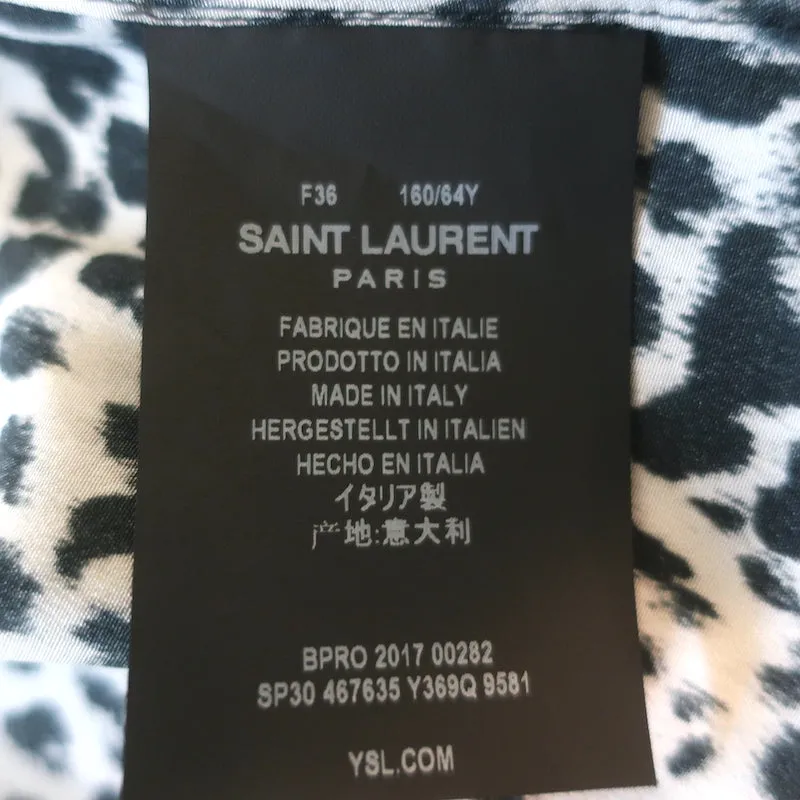 F36 160/64Y
SAINT LAURENT
PARIS
FABRIQUE EN ITALIE
PRODOTTO IN ITALIA
MADE IN ITALY
HERGESTELLT IN ITALIEN
HECHO EN ITALIA
イタリア製
产地:意大利
BPRO 2017 00282
SP30 467635 Y369Q 9581
YSL.COM